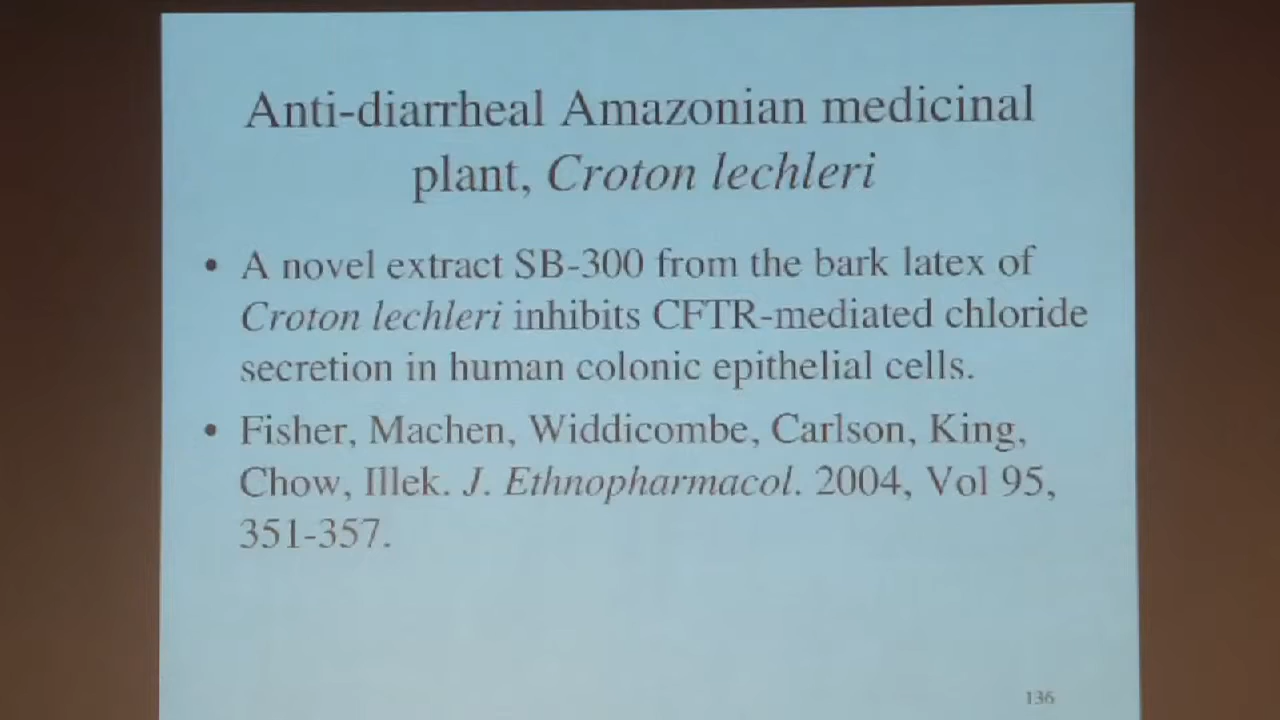 Anti-diarrheal Amazonian medicinal
plant, Croton lechleri
• A novel extract SB-300 from the bark latex of
Croton lechleri inhibits CFTR-mediated chloride
secretion in human colonic epithelial cells.
• Fisher, Machen, Widdicombe, Carlson, King,
Chow, Illek. J. Ethnopharmacol. 2004, Vol 95,
351-357.
136